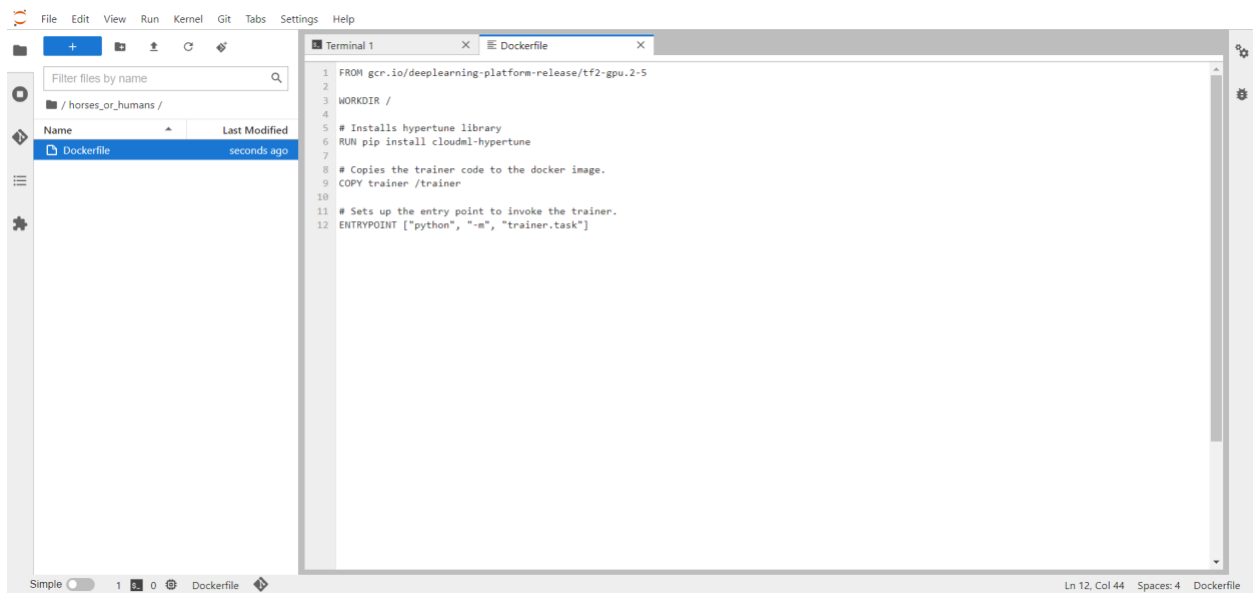 File Edit View Run Kernel Git Tabs Settings Help
+
Filter files by name
/ horses_or_humans /
Name Last Modified
Dockerfile seconds ago
Terminal 1 Dockerfile
1 FROM gcr.io/deeplearning-platform-release/tf2-gpu.2-5
2
3 WORKDIR /
4
5 # Installs hypertune library
6 RUN pip install cloudml-hypertune
7
8 # Copies the trainer code to the docker image.
9 COPY trainer /trainer
10
11 # Sets up the entry point to invoke the trainer.
12 ENTRYPOINT ["python", "-m", "trainer.task"]
Simple 1 0 Dockerfile Ln 12, Col 44 Spaces: 4 Dockerfile